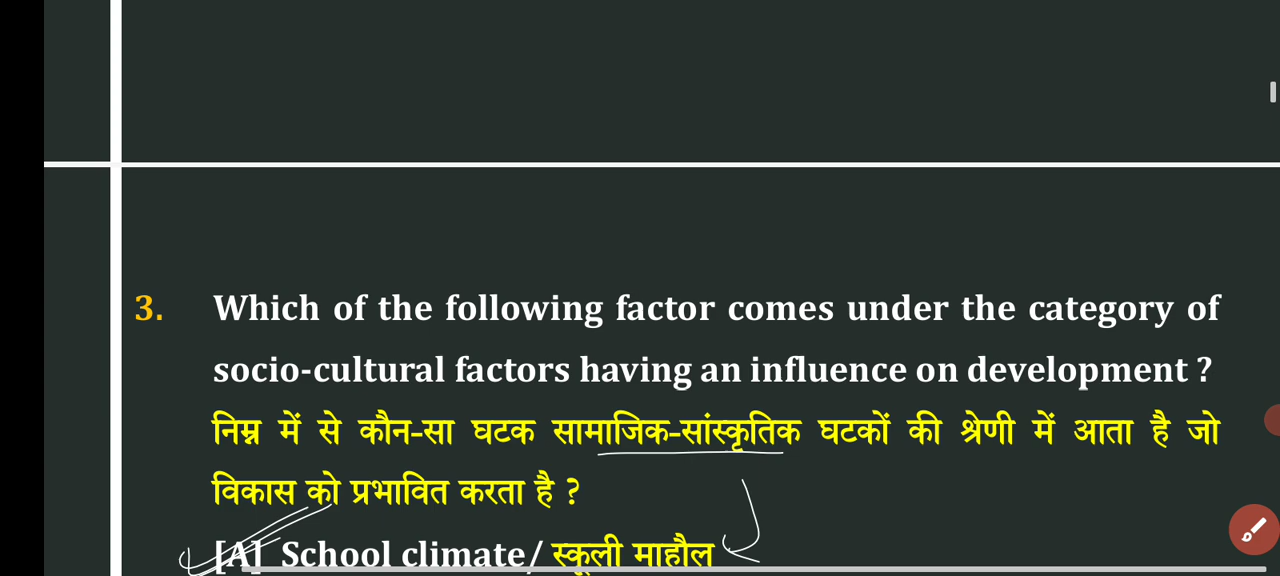 3. Which of the following factor comes under the category of
socio-cultural factors having an influence on development ?
निम्न में से कौन-सा घटक सामाजिक-सांस्कृतिक घटकों की श्रेणी में आता है जो
विकास को प्रभावित करता है ?
[A] School climate/ स्कूली माहौल